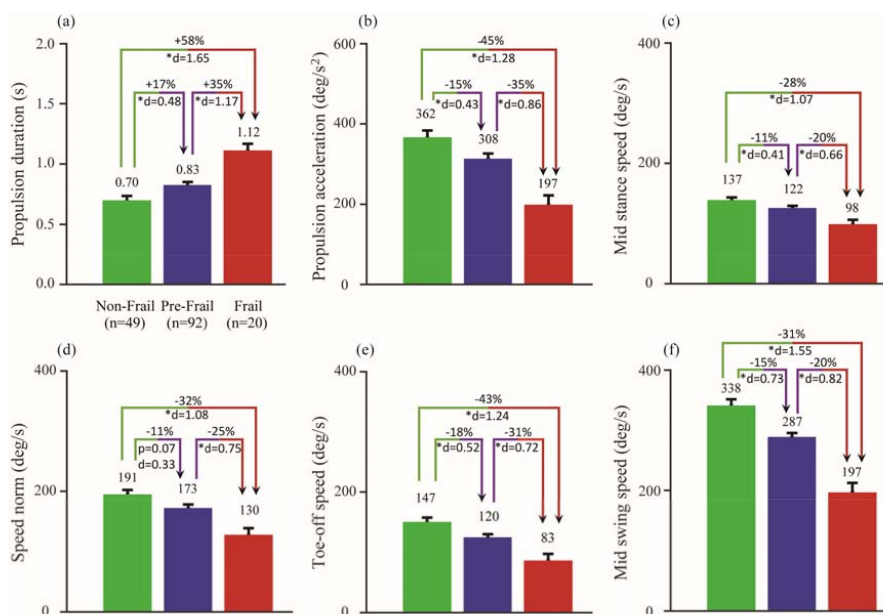 (a)
+58%
*d=1.65
+17%
+35%
*d=0.48
*d=1.17
0.70
0.83
1.12
Propulsion duration (s)
2.0
1.5
1.0
0.5
0.0
Non-Frail
(n=49)
Pre-Frail
(n=92)
Frail
(n=20)
(b)
-45%
*d=1.28
-15%
-35%
*d=0.43
*d=0.86
362
308
197
Propulsion acceleration (deg/s²)
600
400
200
0
(c)
-28%
*d=1.07
-11%
-20%
*d=0.41
*d=0.66
137
122
98
Mid stance speed (deg/s)
400
200
0
(d)
-32%
*d=1.08
-11%
-25%
p=0.07
*d=0.75
d=0.33
191
173
130
Speed norm (deg/s)
400
200
0
(e)
-43%
*d=1.24
-18%
-31%
*d=0.52
*d=0.72
147
120
83
Toe-off speed (deg/s)
400
200
0
(f)
-31%
*d=1.55
-15%
-20%
*d=0.73
*d=0.82
338
287
197
Mid swing speed (deg/s)
400
200
0